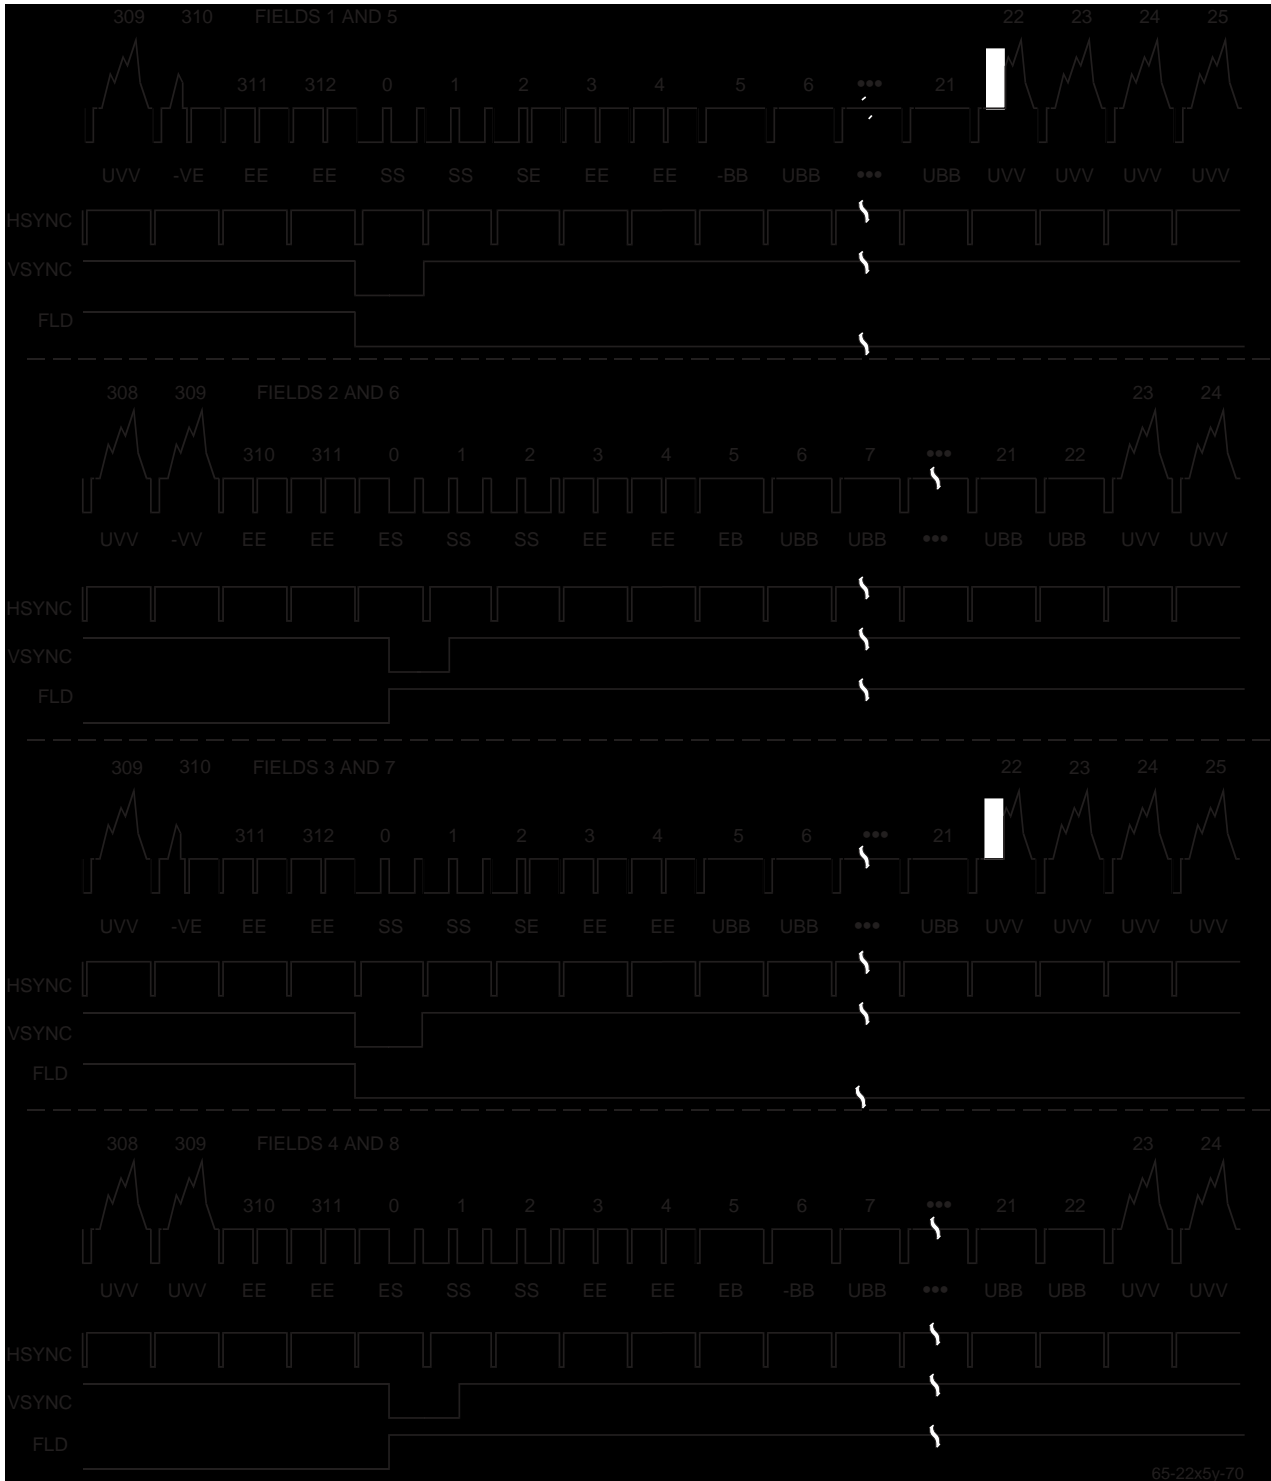 309 310 FIELDS 1 AND 5 22 23 24 25
311 312 0 1 2 3 4 5 6 ••• 21
UVV -VE EE EE SS SS SE EE EE -BB UBB ••• UBB UVV UVV UVV UVV
HSYNC
VSYNC
FLD
308 309 FIELDS 2 AND 6 23 24
310 311 0 1 2 3 4 5 6 7 ••• 21 22
UVV -VV EE EE ES SS SS EE EE EB UBB UBB ••• UBB UBB UVV UVV
HSYNC
VSYNC
FLD
309 310 FIELDS 3 AND 7 22 23 24 25
311 312 0 1 2 3 4 5 6 ••• 21
UVV -VE EE EE SS SS SE EE EE UBB UBB ••• UBB UVV UVV UVV UVV
HSYNC
VSYNC
FLD
308 309 FIELDS 4 AND 8 23 24
310 311 0 1 2 3 4 5 6 7 ••• 21 22
UVV UVV EE EE ES SS SS EE EE EB -BB UBB ••• UBB UBB UVV UVV
HSYNC
VSYNC
FLD
65-22x5y-70